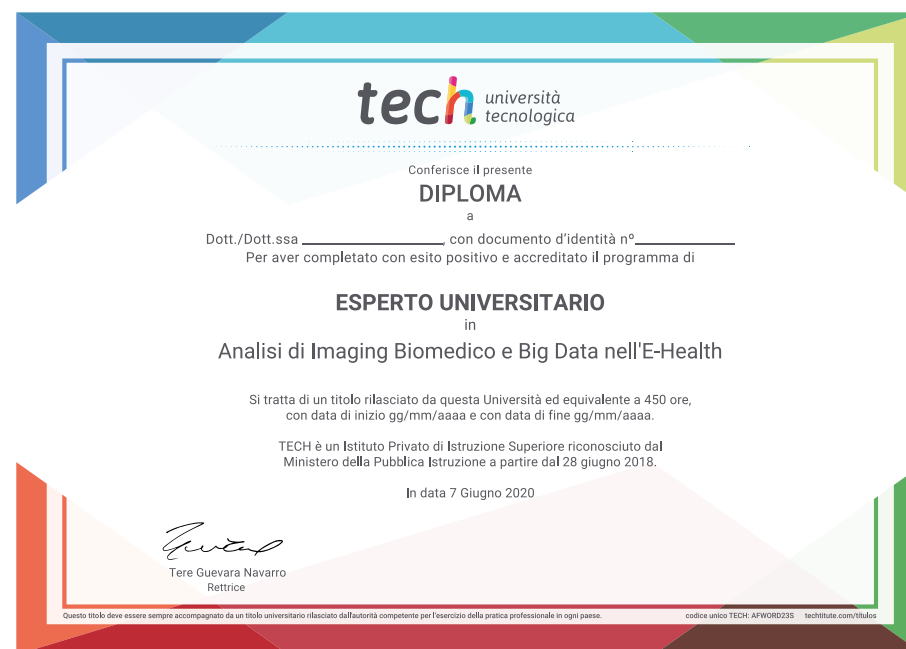 tech università
tecnologica
Conferisce il presente
DIPLOMA
a
Dott./Dott.ssa ____________________, con documento d'identità nº______________
Per aver completato con esito positivo e accreditato il programma di
ESPERTO UNIVERSITARIO
in
Analisi di Imaging Biomedico e Big Data nell'E-Health
Si tratta di un titolo rilasciato da questa Università ed equivalente a 450 ore,
con data di inizio gg/mm/aaaa e con data di fine gg/mm/aaaa.
TECH è un Istituto Privato di Istruzione Superiore riconosciuto dal
Ministero della Pubblica Istruzione a partire dal 28 giugno 2018.
In data 7 Giugno 2020
Tere Guevara Navarro
Rettrice
Questo titolo deve essere sempre accompagnato da un titolo universitario rilasciato dall'autorità competente per l'esercizio della pratica professionale in ogni paese. codice unico TECH: AFWORD23S techtitute.com/titulos